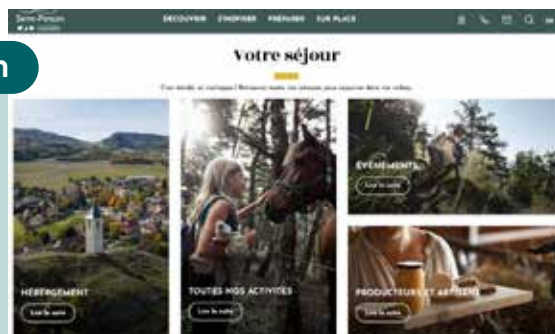 DÉCOUVRIR S'INSPIRER PRÉPARER SUR PLACE
n
Votre séjour
ÉVÉNEMENTS
Lire la suite
HÉBERGEMENT
Lire la suite
TOUTES NOS ACTIVITÉS
Lire la suite
PRODUCTEURS ET ARTISANS
Lire la suite